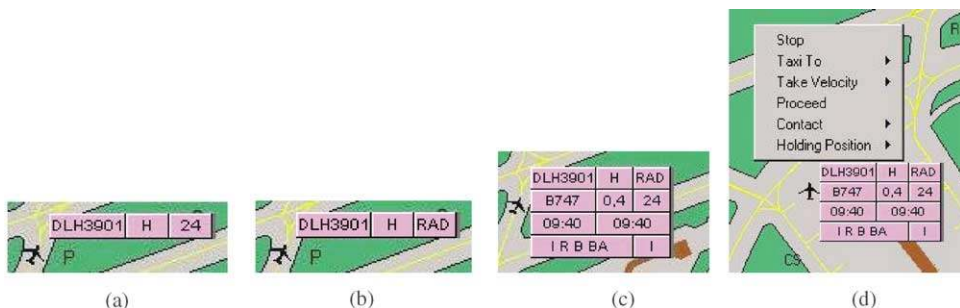 DLH3901 H 24
P
(a)
DLH3901 H RAD
P
(b)
DLH3901 H RAD
B747 0,4 24
09:40 09:40
I R B BA I
(c)
R
Stop
Taxi To
Take Velocity
Proceed
Contact
Holding Position
DLH3901 H RAD
B747 0,4 24
09:40 09:40
I R B BA I
CS
(d)